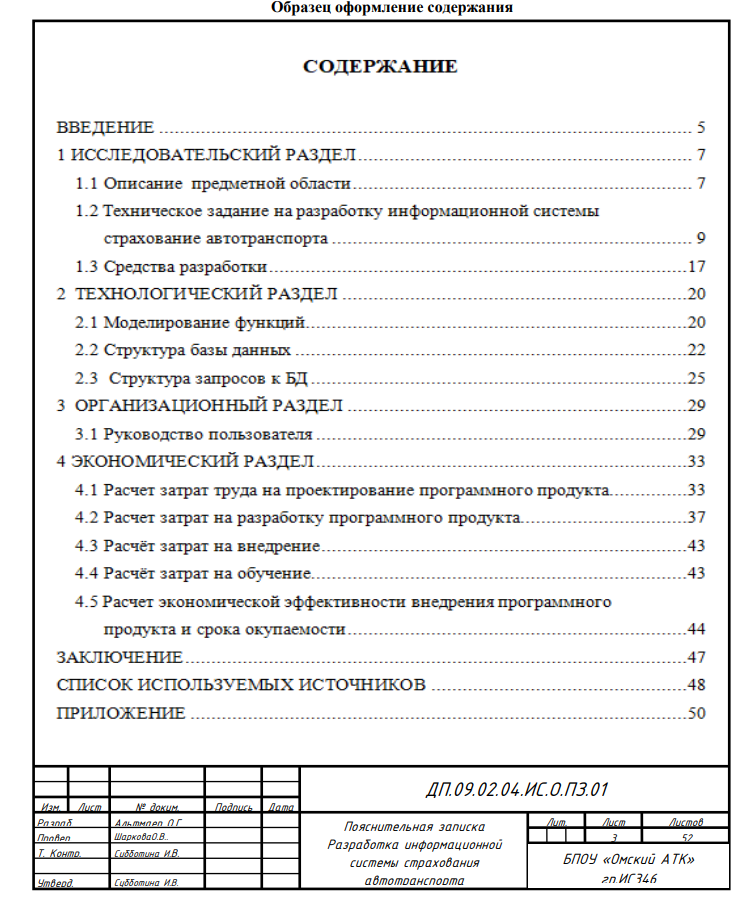 Образец оформление содержания
СОДЕРЖАНИЕ
ВВЕДЕНИЕ ........ 5
1 ИССЛЕДОВАТЕЛЬСКИЙ РАЗДЕЛ ........ 7
1.1 Описание предметной области ........ 7
1.2 Техническое задание на разработку информационной системы
страхование автотранспорта ........ 9
1.3 Средства разработки ........ 17
2 ТЕХНОЛОГИЧЕСКИЙ РАЗДЕЛ ........ 20
2.1 Моделирование функций ........ 20
2.2 Структура базы данных ........ 22
2.3 Структура запросов к БД ........ 25
3 ОРГАНИЗАЦИОННЫЙ РАЗДЕЛ ........ 29
3.1 Руководство пользователя ........ 29
4 ЭКОНОМИЧЕСКИЙ РАЗДЕЛ ........ 33
4.1 Расчет затрат труда на проектирование программного продукта ........ 33
4.2 Расчет затрат на разработку программного продукта ........ 37
4.3 Расчёт затрат на внедрение ........ 43
4.4 Расчёт затрат на обучение ........ 43
4.5 Расчет экономической эффективности внедрения программного
продукта и срока окупаемости ........ 44
ЗАКЛЮЧЕНИЕ ........ 47
СПИСОК ИСПОЛЬЗУЕМЫХ ИСТОЧНИКОВ ........ 48
ПРИЛОЖЕНИЕ ........ 50
ДП.09.02.04.ИС.О.ПЗ.01
Изм. Лист № докум. Подпись Дата
Разраб.
Провер. Шаркова О.В.
Т. Контр. Субботина И.В.
Утверд. Субботина И.В.
Пояснительная записка
Разработка информационной
системы страхования
автотранспорта
Лит. Лист Листов
3 52
БПОУ «Омский АТК»
гр.ИС346